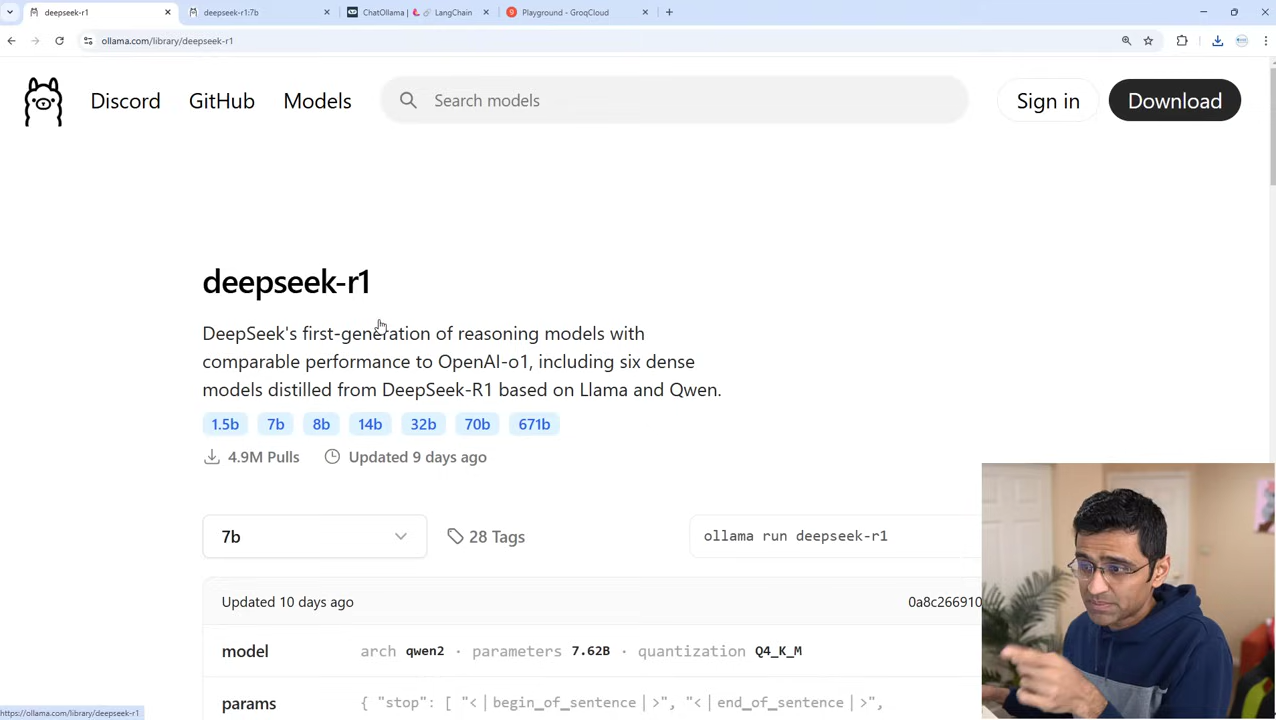 deepseek-r1
deepseek-r1:7b
ChatOllama | 🦜️🔗 LangChain
Playground - GroqCloud
ollama.com/library/deepseek-r1
Discord
GitHub
Models
Search models
Sign in
Download
deepseek-r1
DeepSeek's first-generation of reasoning models with
comparable performance to OpenAI-o1, including six dense
models distilled from DeepSeek-R1 based on Llama and Qwen.
1.5b 7b 8b 14b 32b 70b 671b
4.9M Pulls Updated 9 days ago
7b
28 Tags
ollama run deepseek-r1
Updated 10 days ago
0a8c266910
model
arch qwen2 · parameters 7.62B · quantization Q4_K_M
params
{ "stop": [ "<|begin_of_sentence|>", "<|end_of_sentence|>",
https://ollama.com/library/deepseek-r1